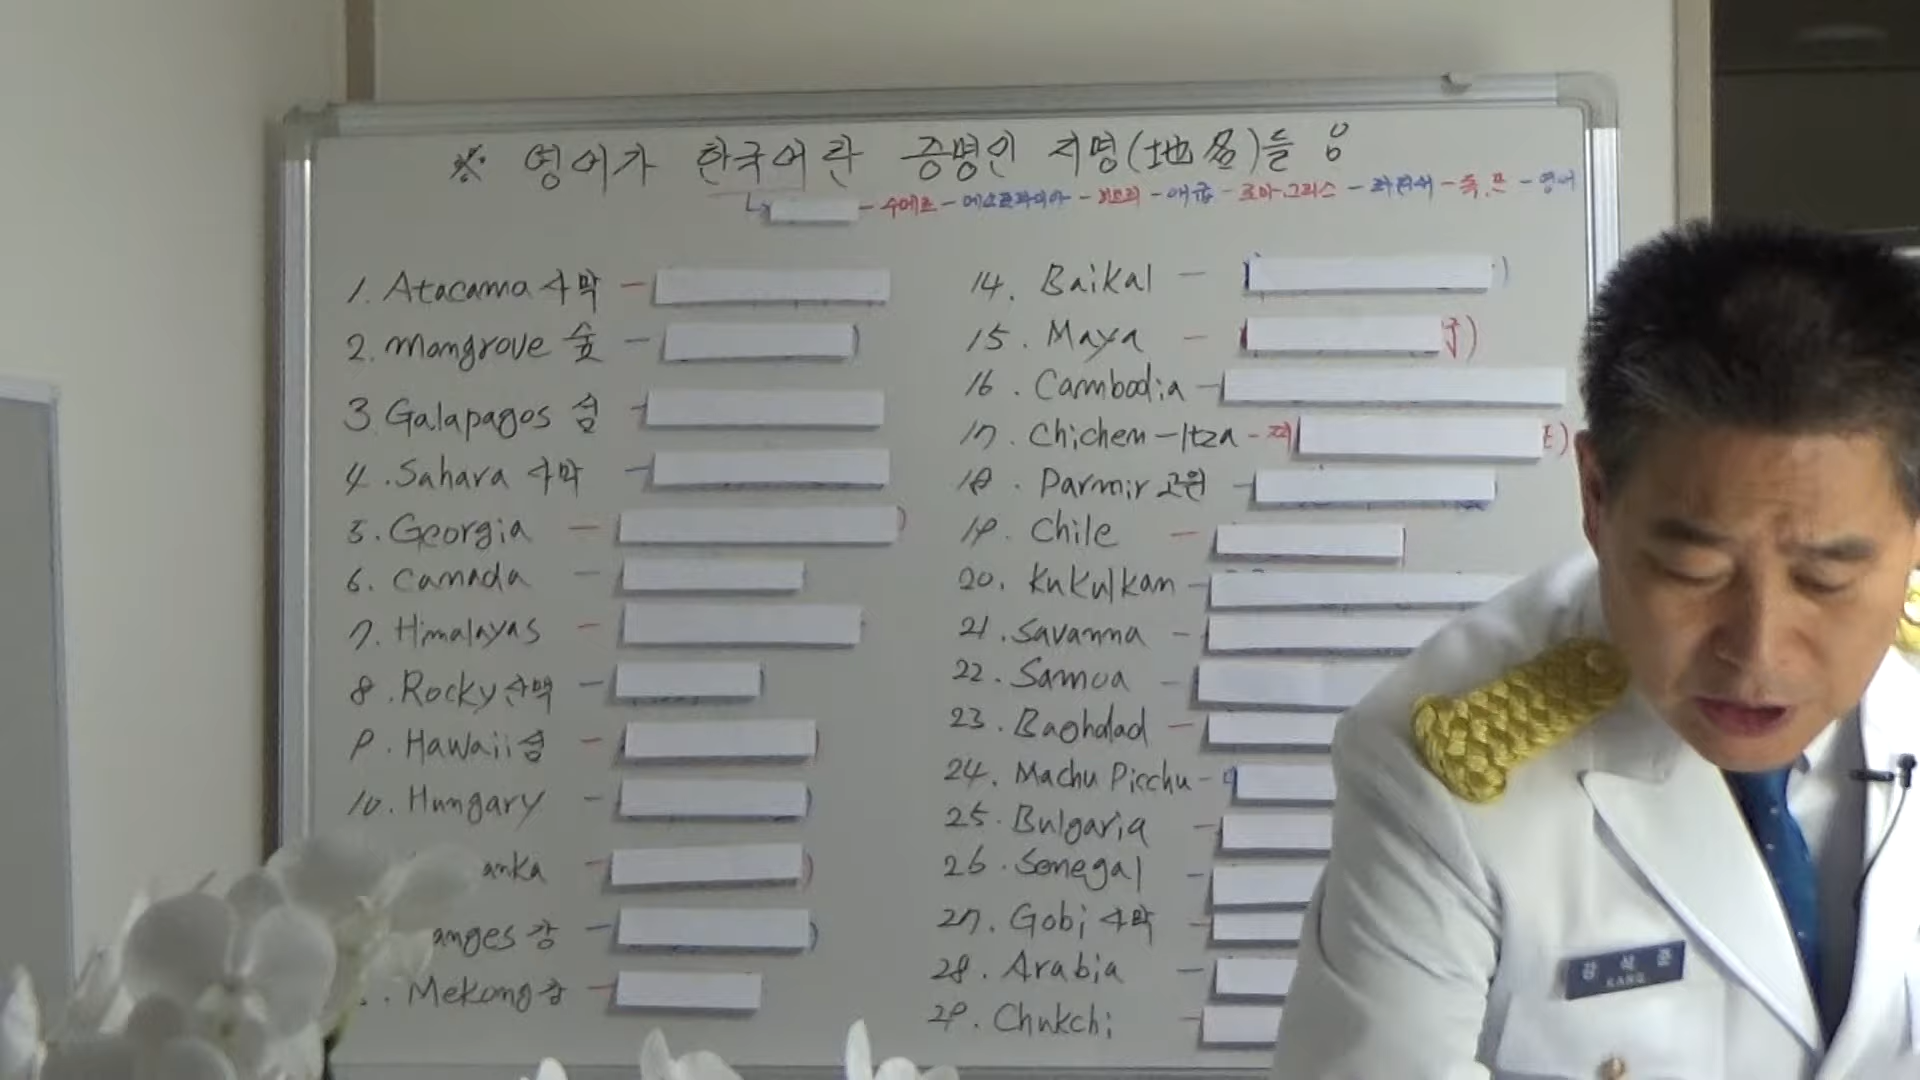 ※ 영어가 한국어란 증명인 지명(地名)들 8
수메르 - 메소포타미아 - 히브리 - 애급 - 로마.그리스 - 라틴어 - 독.프 - 영어
1. Atacama 사막 -
2. Mangrove 숲 - )
3. Galapagos 섬 -
4. Sahara 사막 -
5. Georgia - )
6. Canada -
7. Himalayas -
8. Rocky 산맥 -
9. Hawaii 섬 - )
10. Hungary - )
anka - )
anges 강 - )
Mekong 강 -
14. Baikal - )
15. Maya - )
16. Cambodia -
17. Chichen-Itza -
18. Parmir 고원 -
19. Chile -
20. Kukulkan -
21. Savanna -
22. Samoa -
23. Baghdad -
24. Machu Picchu -
25. Bulgaria -
26. Senegal -
27. Gobi 사막 -
28. Arabia -
29. Chukchi -
강 석 준
KANG